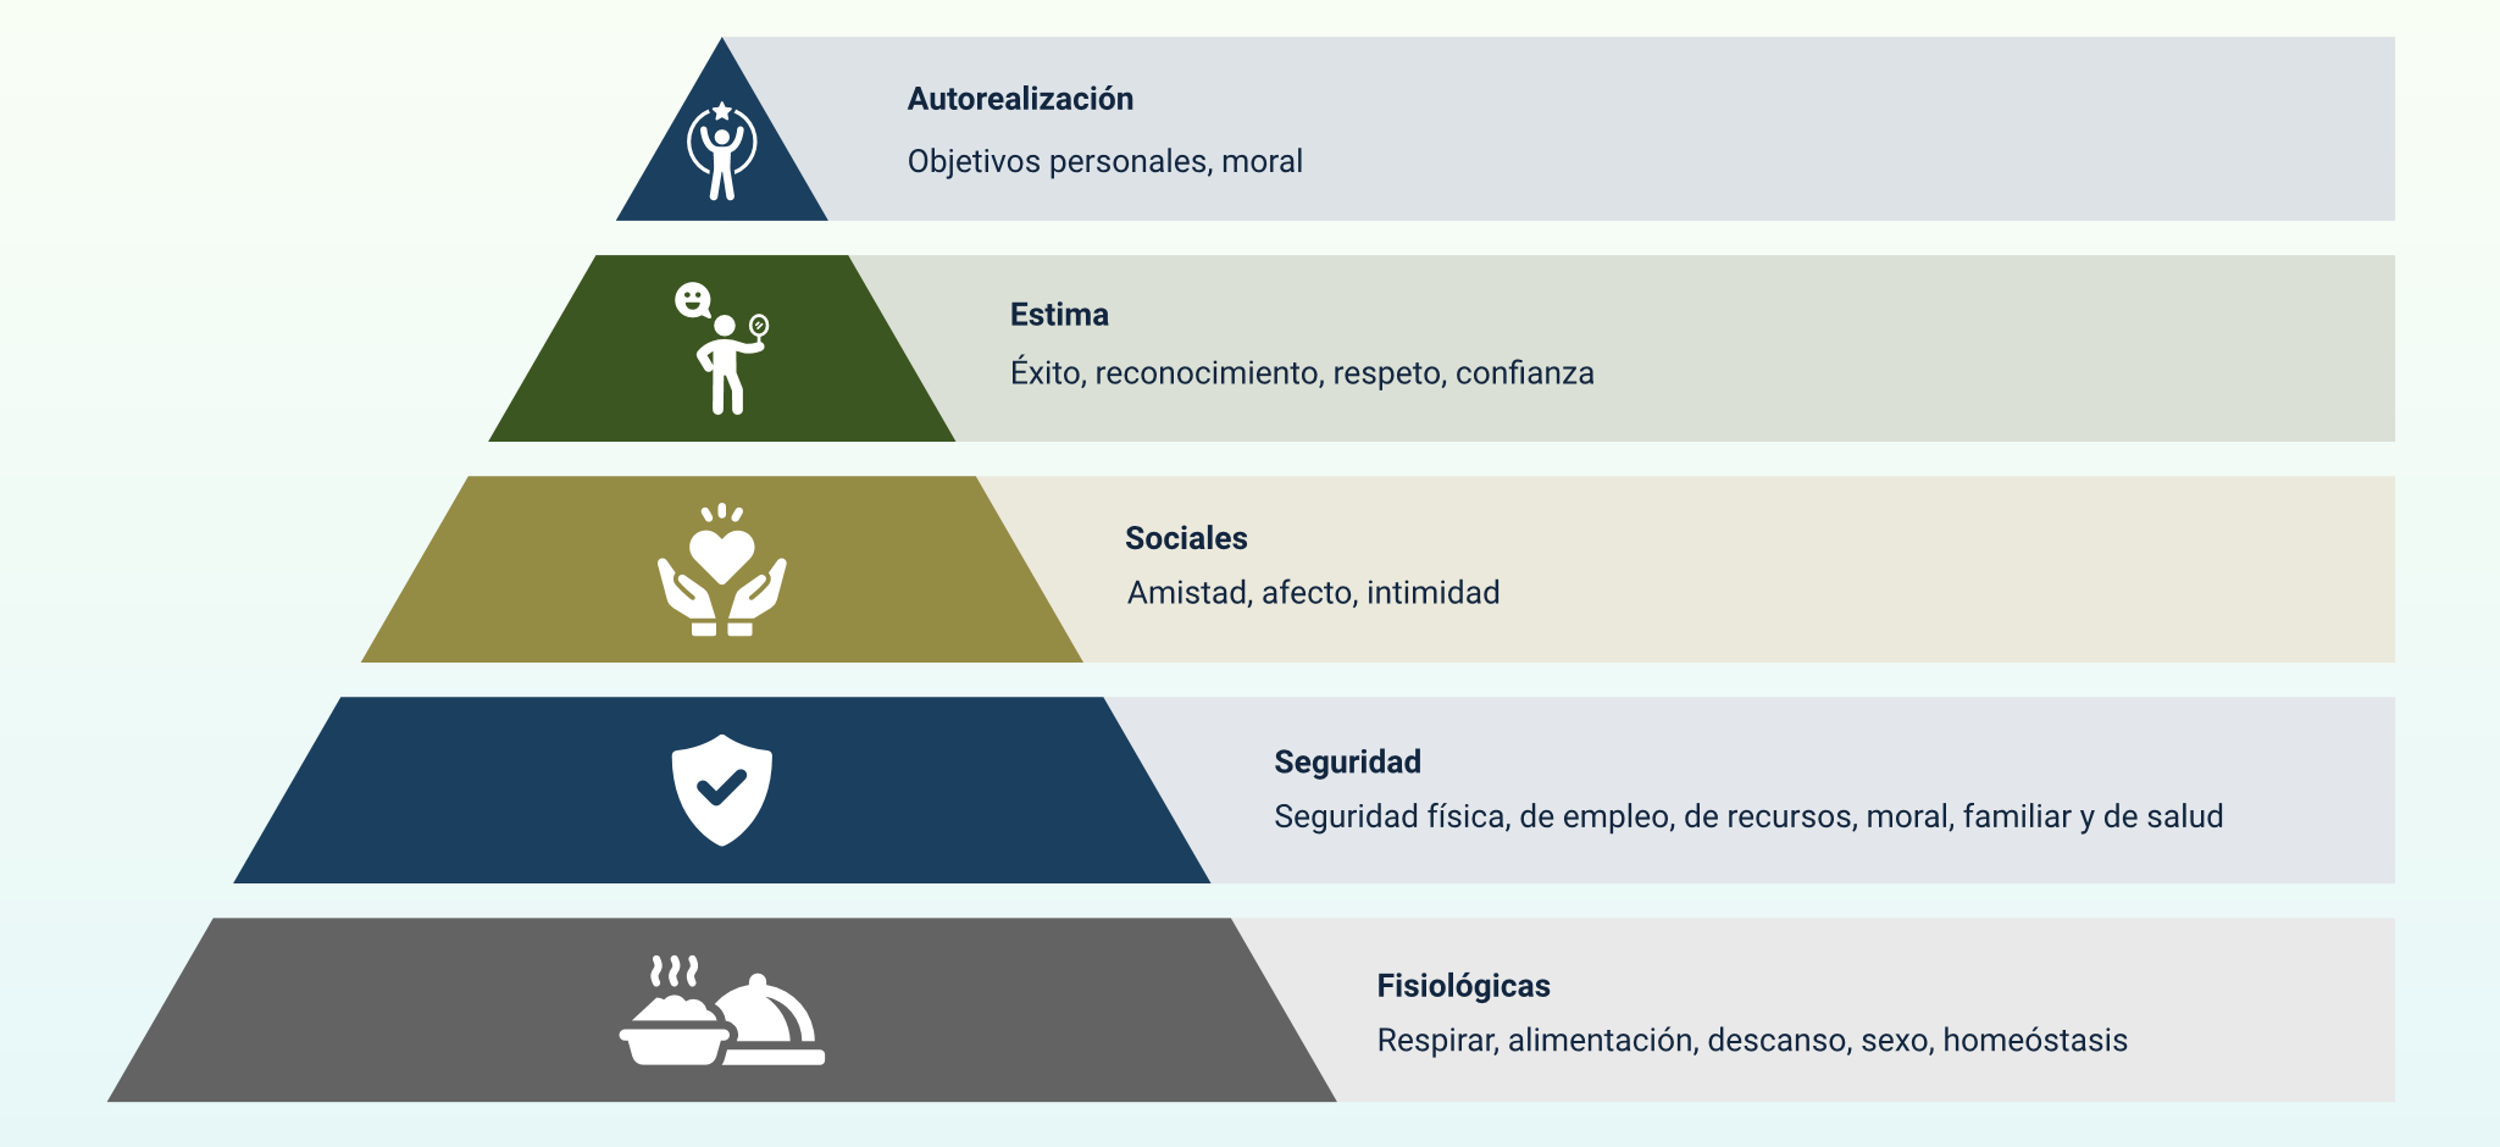 Autorealización
Objetivos personales, moral
Estima
Éxito, reconocimiento, respeto, confianza
Sociales
Amistad, afecto, intimidad
Seguridad
Seguridad física, de empleo, de recursos, moral, familiar y de salud
Fisiológicas
Respirar, alimentación, descanso, sexo, homeóstasis